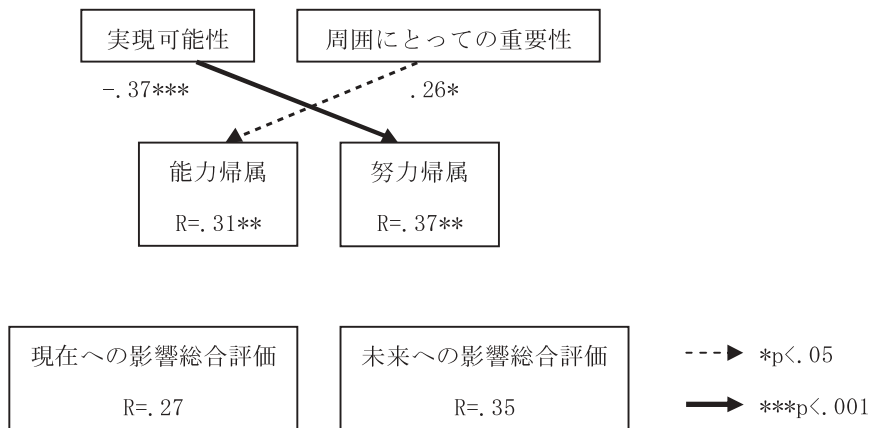 実現可能性
周囲にとっての重要性
-.37***
.26*
能力帰属
R=.31**
努力帰属
R=.37**
現在への影響総合評価
R=.27
未来への影響総合評価
R=.35
*p<.05
***p<.001